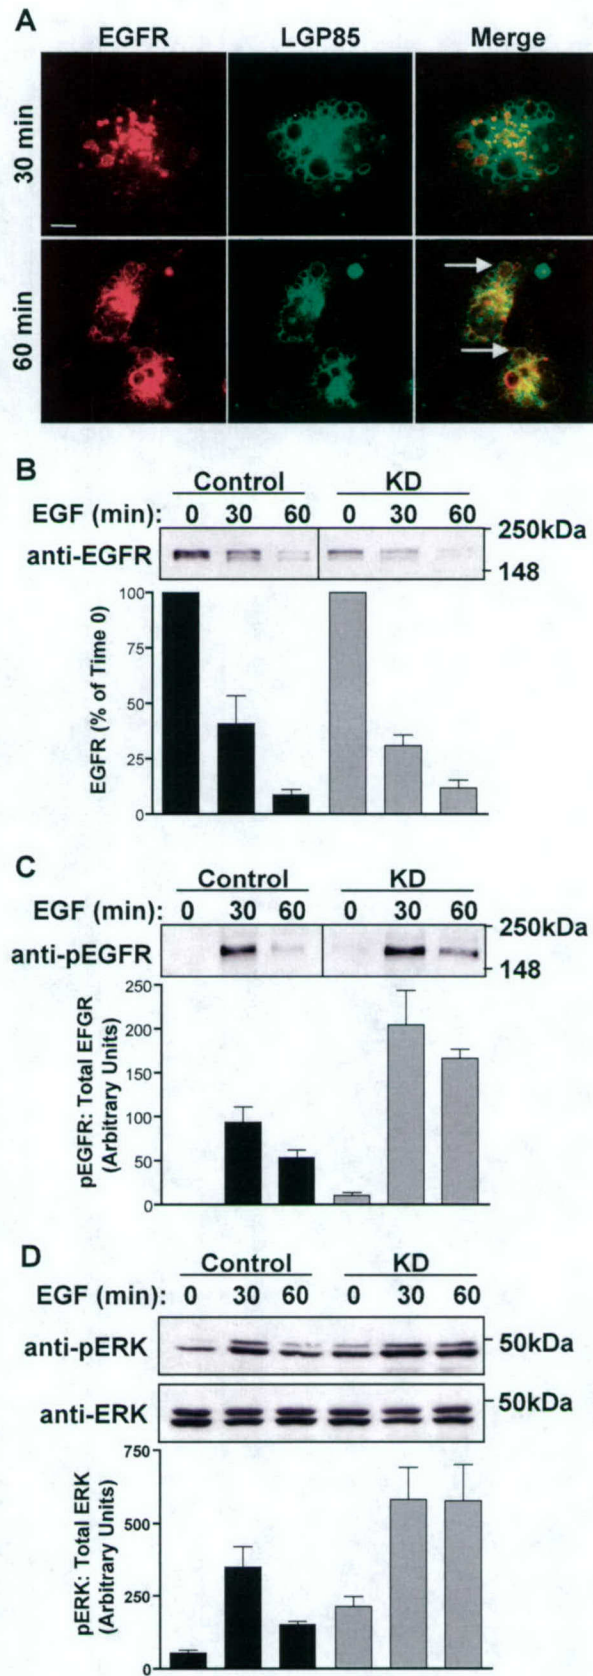 A
EGFR LGP85 Merge
30 min
60 min
B
Control KD
EGF (min): 0 30 60 0 30 60
anti-EGFR
250kDa
148
EGFR (% of Time 0)
100
75
50
25
0
C
Control KD
EGF (min): 0 30 60 0 30 60
anti-pEGFR
250kDa
148
pEGFR: Total EFGR
(Arbitrary Units)
250
200
150
100
50
0
D
Control KD
EGF (min): 0 30 60 0 30 60
anti-pERK
50kDa
anti-ERK
50kDa
pERK: Total ERK
(Arbitrary Units)
750
500
250
0